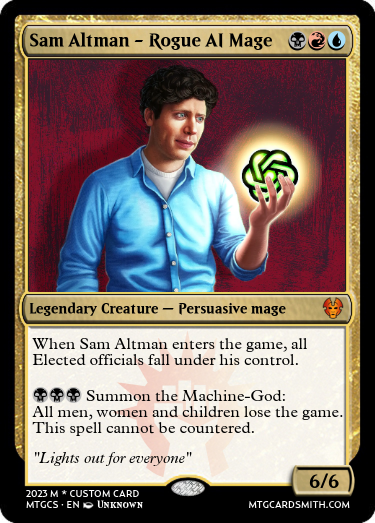 Sam Altman – Rogue AI Mage
Legendary Creature — Persuasive mage
When Sam Altman enters the game, all
Elected officials fall under his control.
Summon the Machine-God:
All men, women and children lose the game.
This spell cannot be countered.
"Lights out for everyone"
6/6
2023 M * CUSTOM CARD
MTGCS · EN Unknown
MTGCARDSMITH.COM